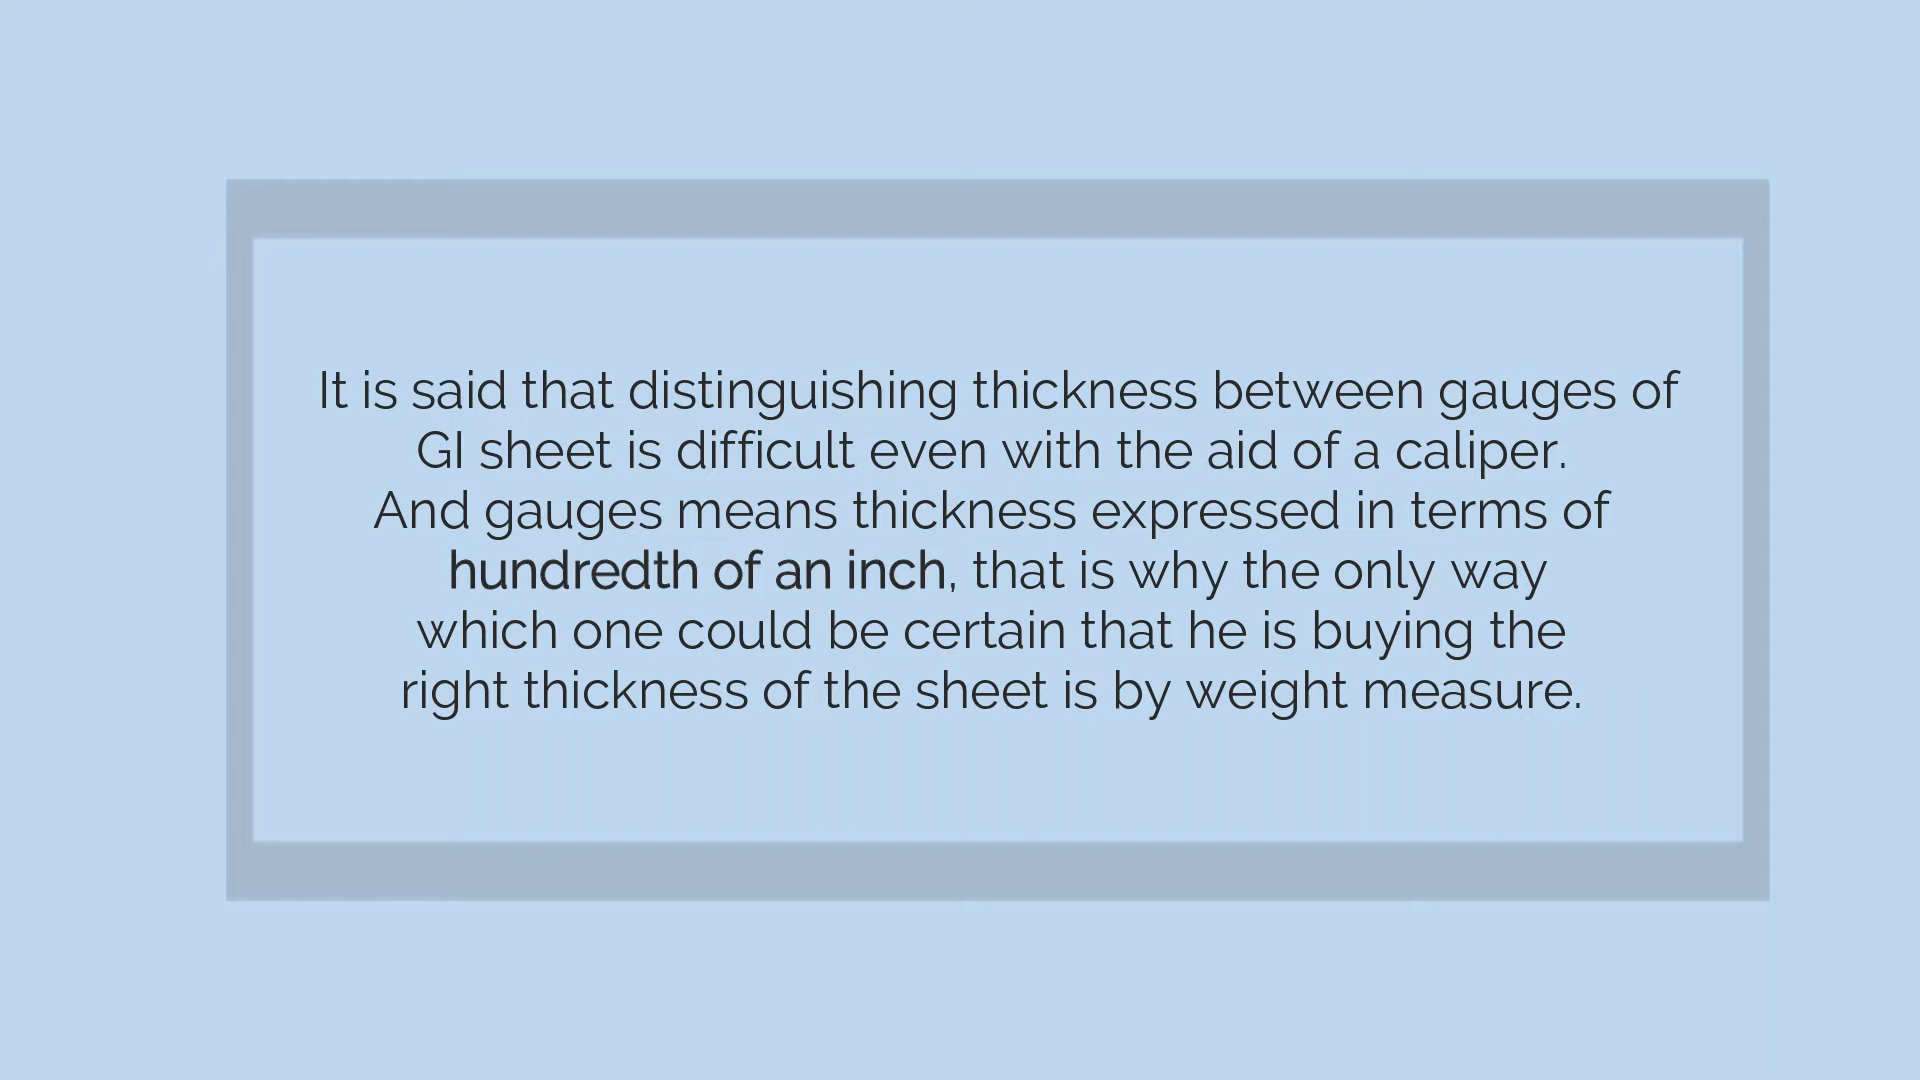 It is said that distinguishing thickness between gauges of
GI sheet is difficult even with the aid of a caliper.
And gauges means thickness expressed in terms of
hundredth of an inch, that is why the only way
which one could be certain that he is buying the
right thickness of the sheet is by weight measure.